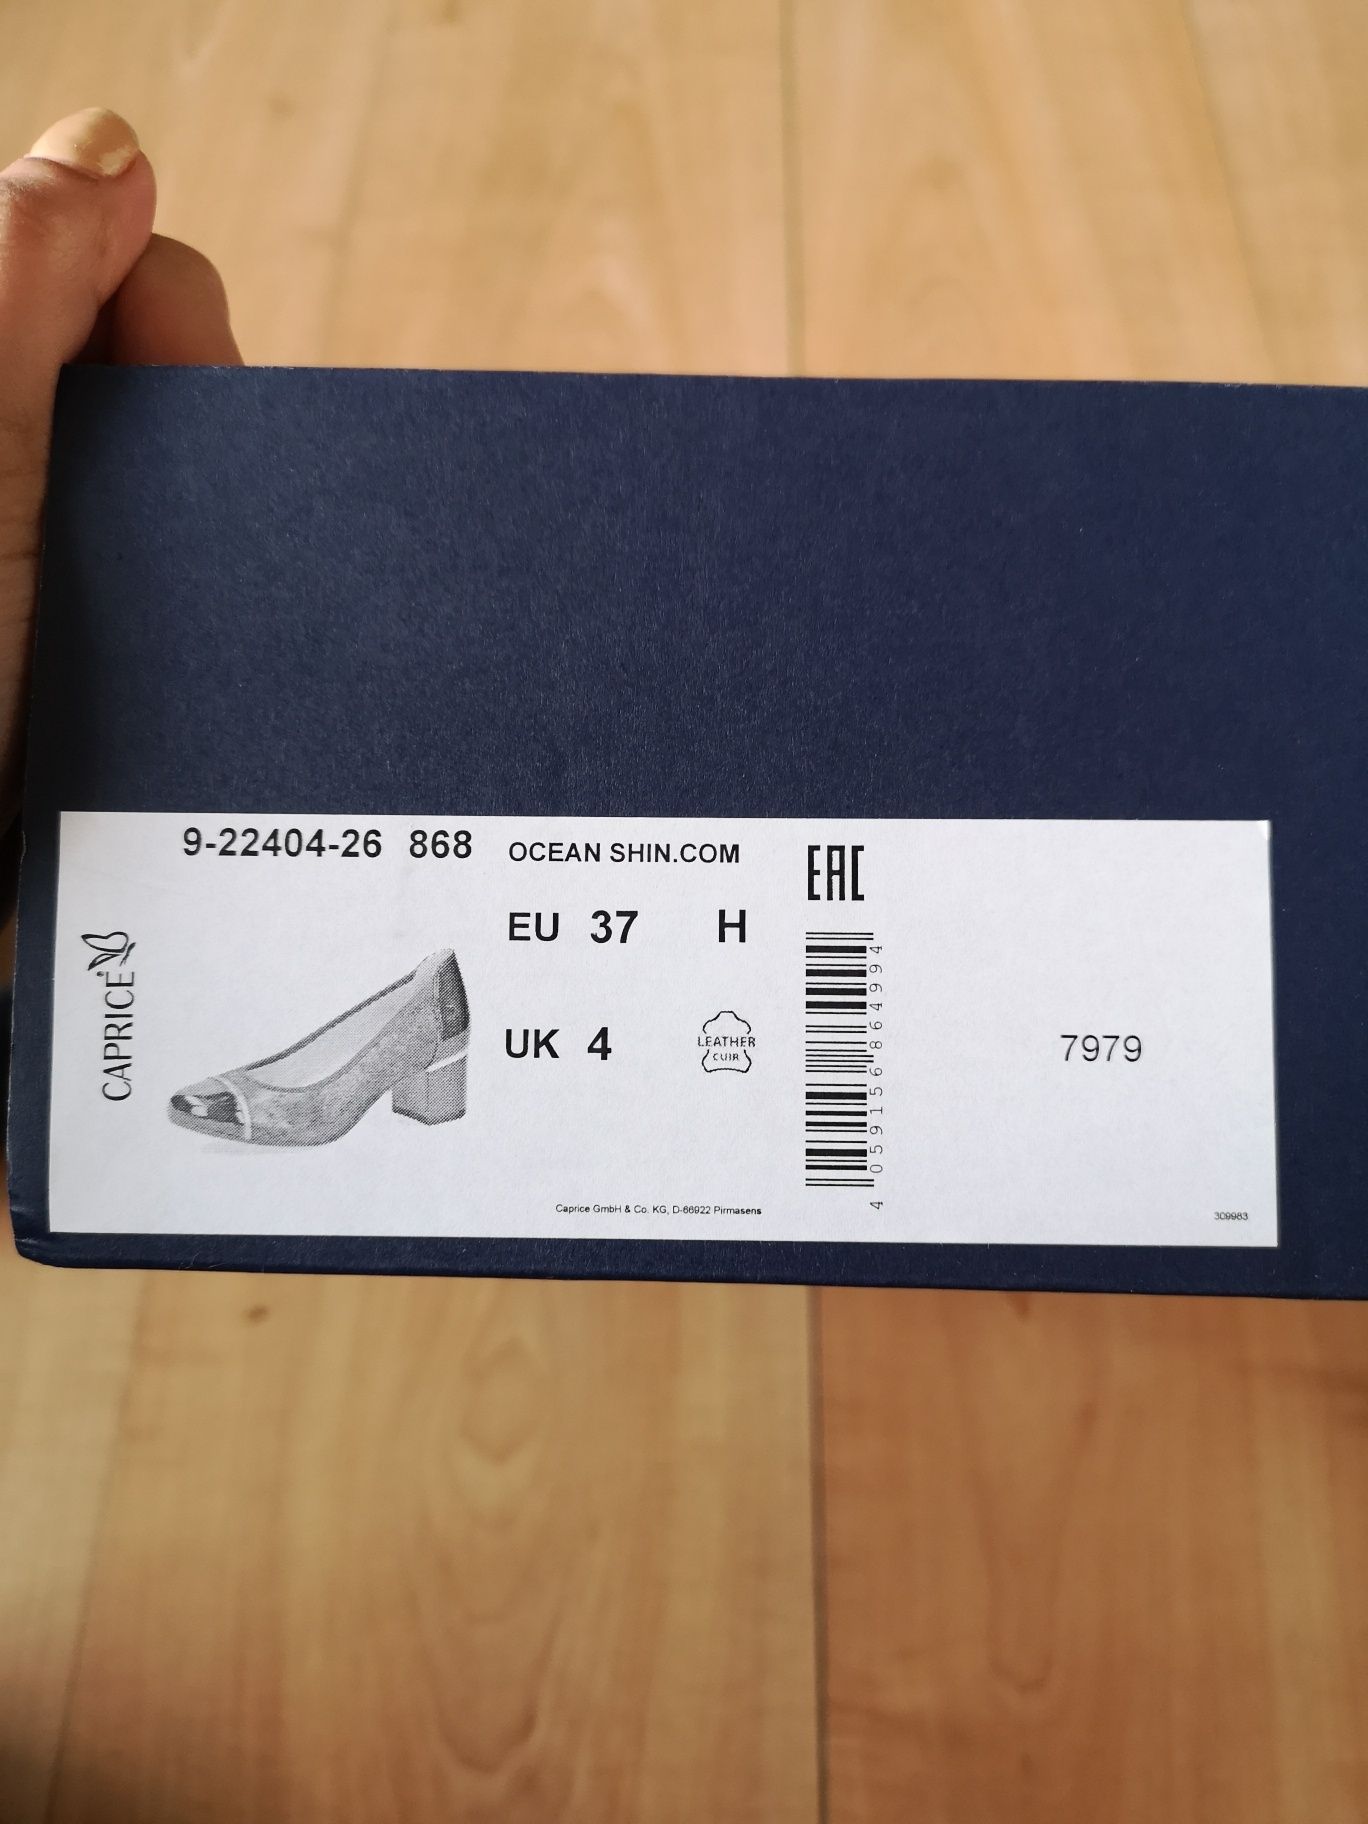 9-22404-26 868 OCEAN SHIN.COM
EAC
EU 37 H
CAPRICE
UK 4
LEATHER
CUIR
4 059156 864994
7979
Caprice GmbH & Co. KG, D-66922 Pirmasens
309983